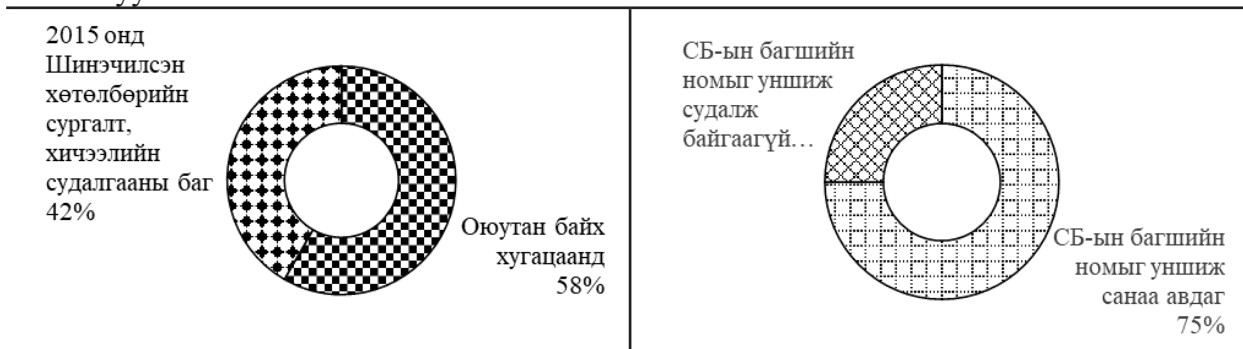 2015 онд
Шинэчилсэн
хөтөлбөрийн
сургалт,
хичээлийн
судалгааны баг
42%
Оюутан байх
хугацаанд
58%
СБ-ын багшийн
номыг уншиж
судалж
байгаагүй…
СБ-ын багшийн
номыг уншиж
санаа авдаг
75%